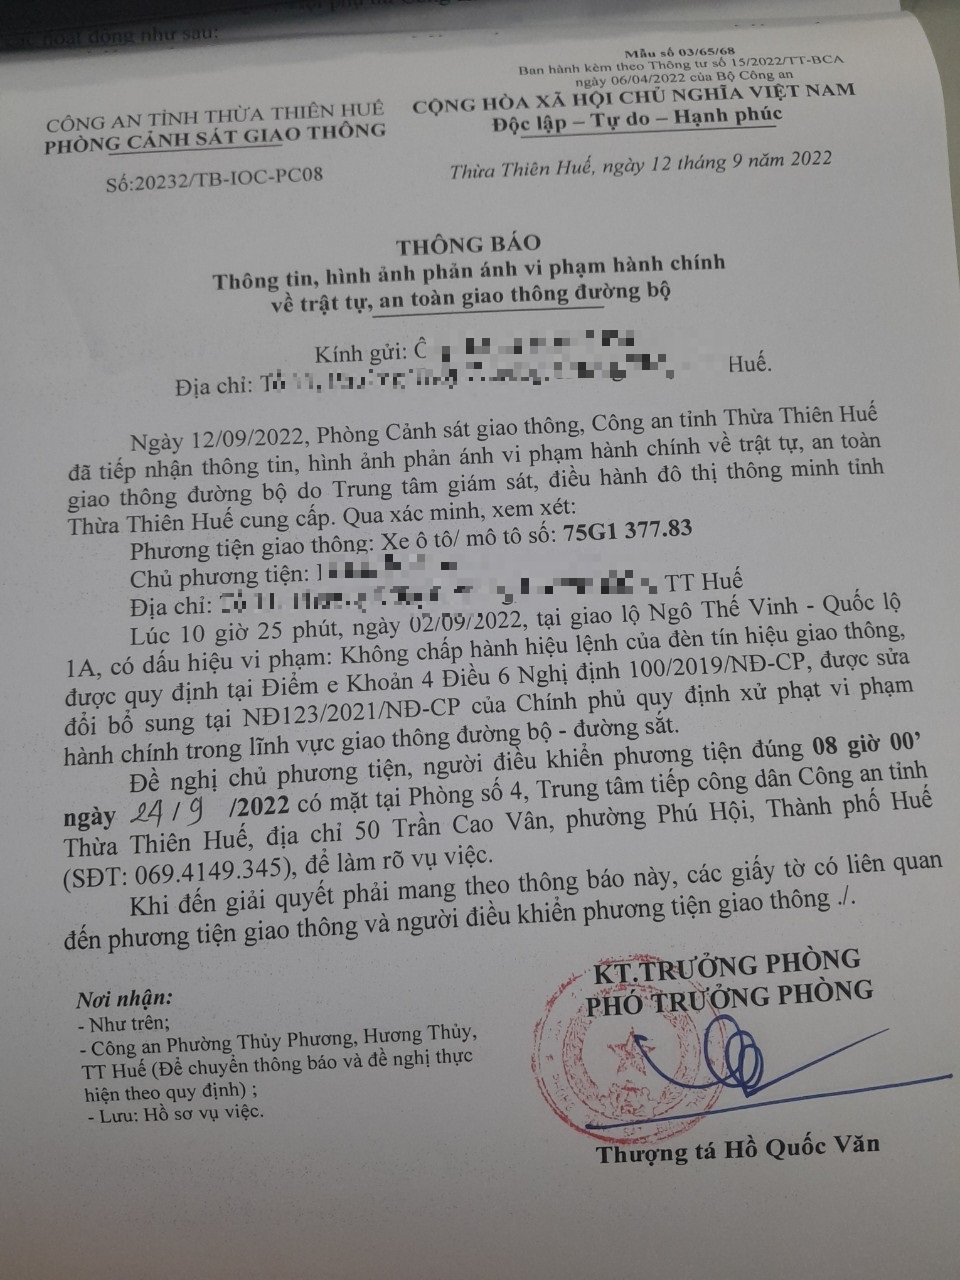 hoạt động như sau:
Mẫu số 03/65/68
Ban hành kèm theo Thông tư số 15/2022/TT-BCA
ngày 06/04/2022 của Bộ Công an
CÔNG AN TỈNH THỪA THIÊN HUẾ
PHÒNG CẢNH SÁT GIAO THÔNG
CỘNG HÒA XÃ HỘI CHỦ NGHĨA VIỆT NAM
Độc lập – Tự do – Hạnh phúc
Số:20232/TB-IOC-PC08
Thừa Thiên Huế, ngày 12 tháng 9 năm 2022
THÔNG BÁO
Thông tin, hình ảnh phản ánh vi phạm hành chính
về trật tự, an toàn giao thông đường bộ
Kính gửi:
Địa chỉ: Huế.
Ngày 12/09/2022, Phòng Cảnh sát giao thông, Công an tỉnh Thừa Thiên Huế
đã tiếp nhận thông tin, hình ảnh phản ánh vi phạm hành chính về trật tự, an toàn
giao thông đường bộ do Trung tâm giám sát, điều hành đô thị thông minh tỉnh
Thừa Thiên Huế cung cấp. Qua xác minh, xem xét:
Phương tiện giao thông: Xe ô tô/ mô tô số: 75G1 377.83
Chủ phương tiện:
Địa chỉ: TT Huế
Lúc 10 giờ 25 phút, ngày 02/09/2022, tại giao lộ Ngô Thế Vinh - Quốc lộ
1A, có dấu hiệu vi phạm: Không chấp hành hiệu lệnh của đèn tín hiệu giao thông,
được quy định tại Điểm e Khoản 4 Điều 6 Nghị định 100/2019/NĐ-CP, được sửa
đổi bổ sung tại NĐ123/2021/NĐ-CP của Chính phủ quy định xử phạt vi phạm
hành chính trong lĩnh vực giao thông đường bộ - đường sắt.
Đề nghị chủ phương tiện, người điều khiển phương tiện đúng 08 giờ 00’
ngày 24/9 /2022 có mặt tại Phòng số 4, Trung tâm tiếp công dân Công an tỉnh
Thừa Thiên Huế, địa chỉ 50 Trần Cao Vân, phường Phú Hội, Thành phố Huế
(SĐT: 069.4149.345), để làm rõ vụ việc.
Khi đến giải quyết phải mang theo thông báo này, các giấy tờ có liên quan
đến phương tiện giao thông và người điều khiển phương tiện giao thông ./.
KT.TRƯỞNG PHÒNG
PHÓ TRƯỞNG PHÒNG
Nơi nhận:
- Như trên;
- Công an Phường Thủy Phương, Hương Thủy,
TT Huế (Để chuyển thông báo và đề nghị thực
hiện theo quy định) ;
- Lưu: Hồ sơ vụ việc.
Thượng tá Hồ Quốc Văn